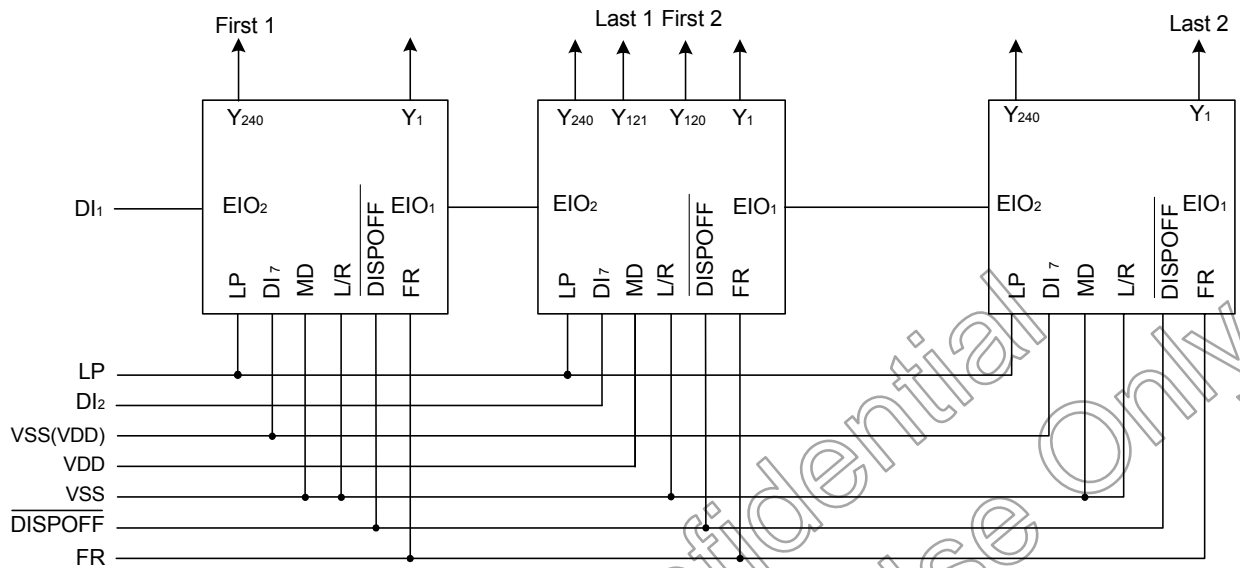 First 1
Last 1 First 2
Last 2
Y240 Y1
Y240 Y121 Y120 Y1
Y240 Y1
DI1
EIO2 EIO1
EIO2 EIO1
EIO2 EIO1
LP DI7 MD L/R DISPOFF FR
LP DI7 MD L/R DISPOFF FR
LP DI7 MD L/R DISPOFF FR
LP
DI2
VSS(VDD)
VDD
VSS
DISPOFF
FR
Only